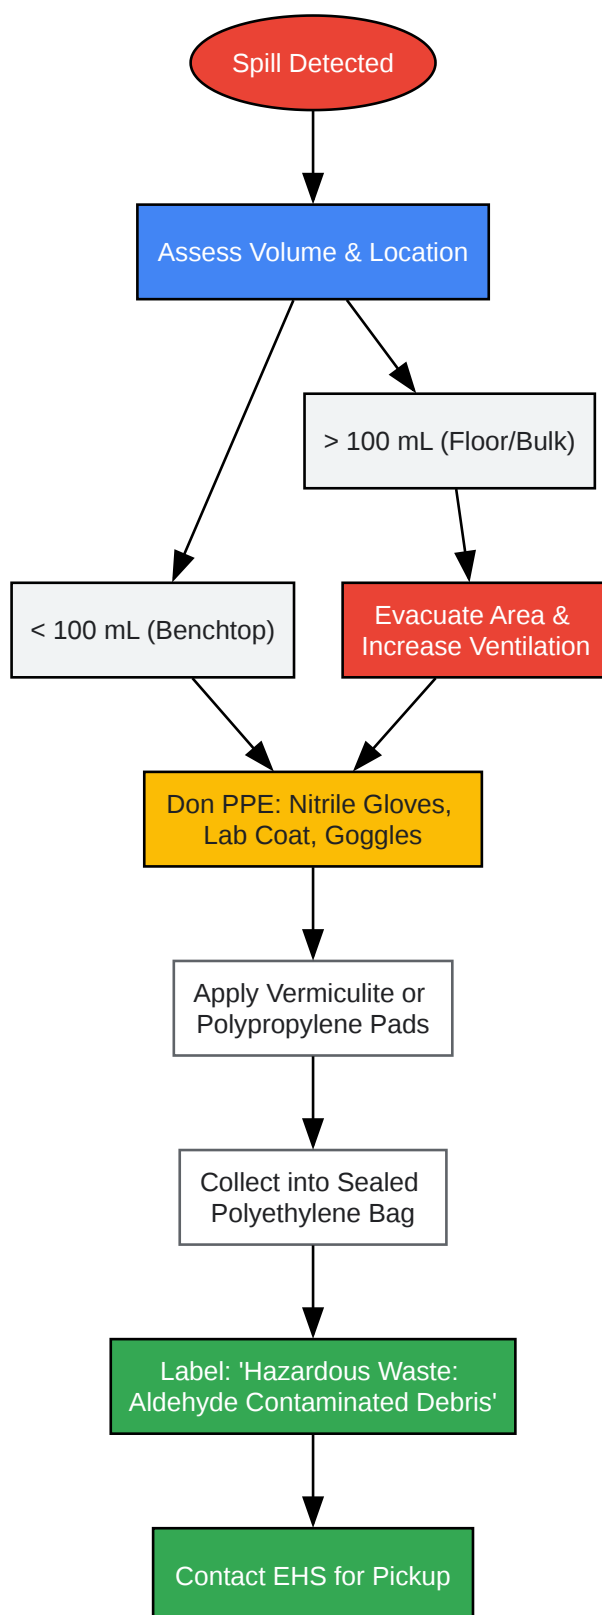 Spill Detected
Assess Volume & Location
> 100 mL (Floor/Bulk)
< 100 mL (Benchtop)
Evacuate Area &
Increase Ventilation
Don PPE: Nitrile Gloves,
Lab Coat, Goggles
Apply Vermiculite or
Polypropylene Pads
Collect into Sealed
Polyethylene Bag
Label: 'Hazardous Waste:
Aldehyde Contaminated Debris'
Contact EHS for Pickup